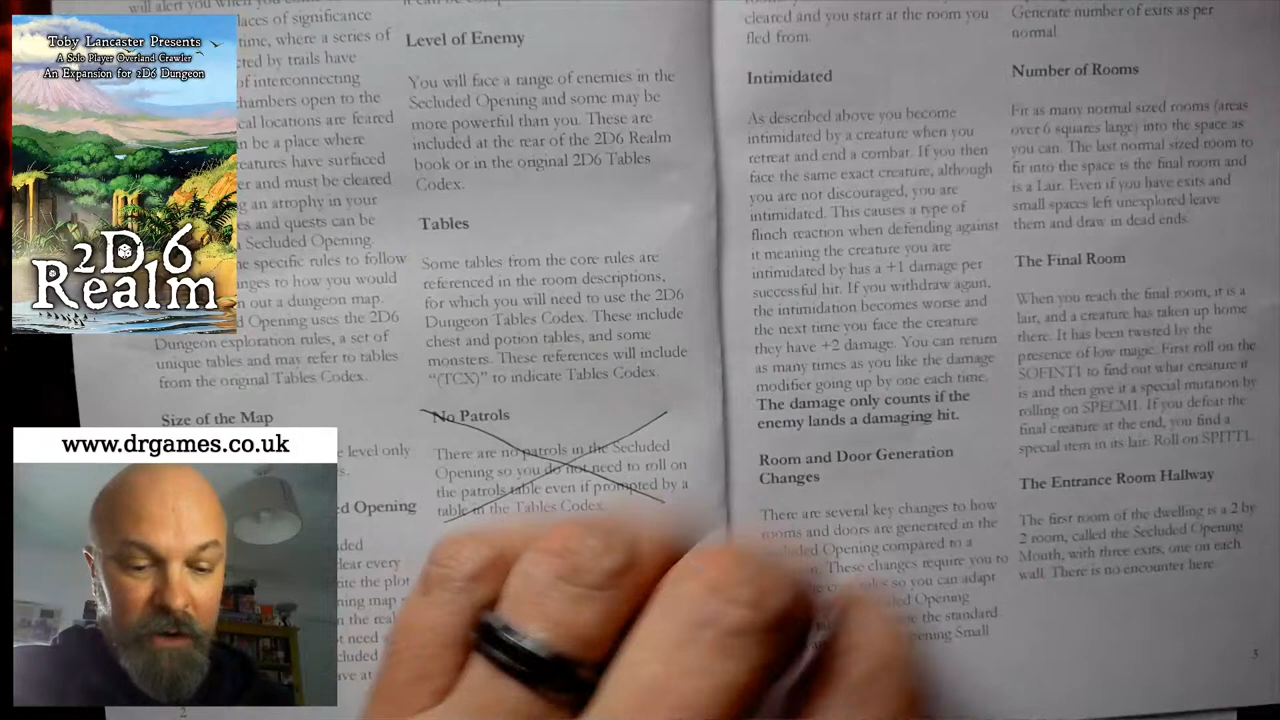 Toby Lancaster Presents
A Solo Player Overland Crawler
An Expansion for 2D6 Dungeon
2D6
Realm
www.drgames.co.uk
will alert you when you
laces of significance
time, where a series of
cted by trails have
of interconnecting
hambers open to the
cal locations are feared
n be a place where
eatures have surfaced
er and must be cleared
g an atrophy in your
es and quests can be
Secluded Opening.
e specific rules to follow
nges to how you would
n out a dungeon map.
d Opening uses the 2D6
Dungeon exploration rules, a set of
unique tables and may refer to tables
from the original Tables Codex.
Size of the Map
e level only
s.
ed Opening
uded
lear every
ite the plot
ning map
n the real
t need a
cluded
ave at
2
Level of Enemy
You will face a range of enemies in the
Secluded Opening and some may be
more powerful than you. These are
included at the rear of the 2D6 Realm
book or in the original 2D6 Tables
Codex.
Tables
Some tables from the core rules are
referenced in the room descriptions,
for which you will need to use the 2D6
Dungeon Tables Codex. These include
chest and potion tables, and some
monsters. These references will include
“(TCX)” to indicate Tables Codex.
No Patrols
There are no patrols in the Secluded
Opening so you do not need to roll on
the patrols table even if prompted by a
table in the Tables Codex.
cleared and you start at the room you
fled from.
Intimidated
As described above you become
intimidated by a creature when you
retreat and end a combat. If you then
face the same exact creature, although
you are not discouraged, you are
intimidated. This causes a type of
flinch reaction when defending against
it meaning the creature you are
intimidated by has a +1 damage per
successful hit. If you withdraw again,
the intimidation becomes worse and
the next time you face the creature
they have +2 damage. You can return
as many times as you like the damage
modifier going up by one each time.
The damage only counts if the
enemy lands a damaging hit.
Room and Door Generation
Changes
There are several key changes to how
rooms and doors are generated in the
Opening compared to a
These changes require you to
so you can adapt
Opening
the standard
pening Small
Generate number of exits as per
normal.
Number of Rooms
Fit as many normal sized rooms (areas
over 6 squares large) into the space as
you can. The last normal sized room to
fit into the space is the final room and
is a Lair. Even if you have exits and
small spaces left unexplored leave
them and draw in dead ends.
The Final Room
When you reach the final room, it is a
lair, and a creature has taken up home
there. It has been twisted by the
presence of low magic. First roll on the
SOFINT1 to find out what creature it
is and then give it a special mutation by
rolling on SPECM1. If you defeat the
final creature at the end, you find a
special item in its lair. Roll on SPITT1.
The Entrance Room Hallway
The first room of the dwelling is a 2 by
2 room, called the Secluded Opening
Mouth, with three exits, one on each
wall. There is no encounter here.
3